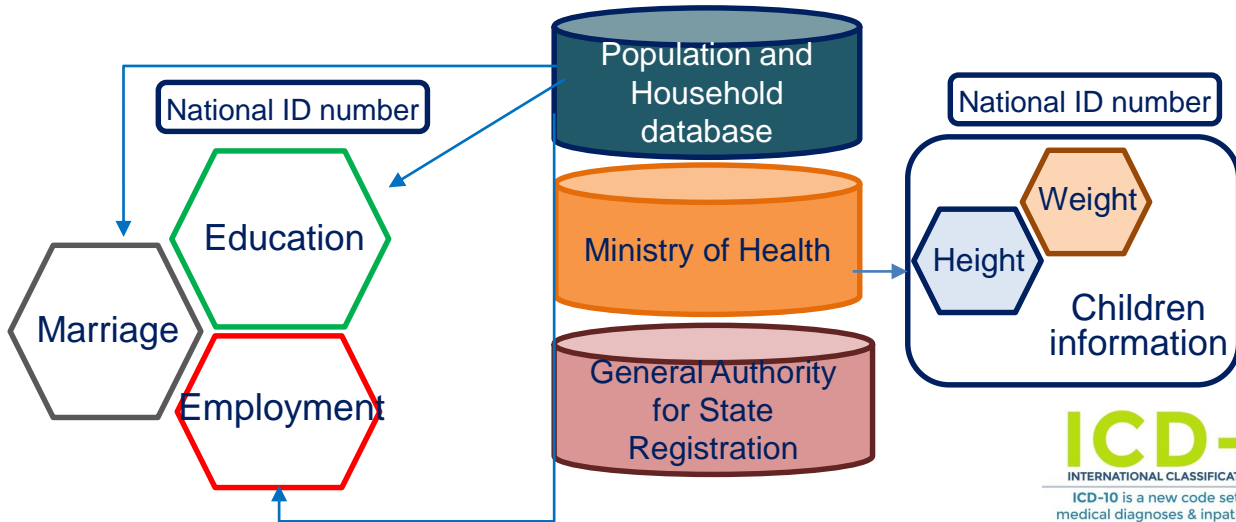 National ID number
Education
Marriage
Employment
Population and
Household
database
Ministry of Health
General Authority
for State
Registration
National ID number
Weight
Height
Children
information
ICD-
INTERNATIONAL CLASSIFICAT
ICD-10 is a new code set
medical diagnoses & inpat